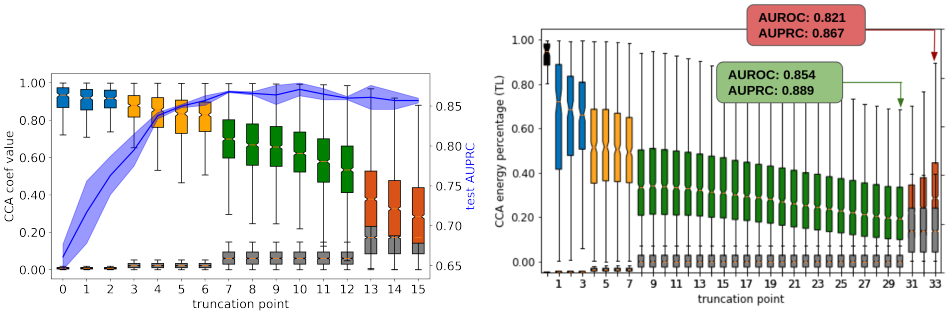 AUROC: 0.821
AUPRC: 0.867
AUROC: 0.854
AUPRC: 0.889
1.00
0.80
0.60
0.40
0.20
0.00
CCA coef value
0.85
0.80
0.75
0.70
0.65
test AUPRC
0 1 2 3 4 5 6 7 8 9 10 11 12 13 14 15
truncation point
1.00
0.80
0.60
0.40
0.20
0.00
CCA energy percentage (TL)
1 3 5 7 9 11 13 15 17 19 21 23 25 27 29 31 33
truncation point